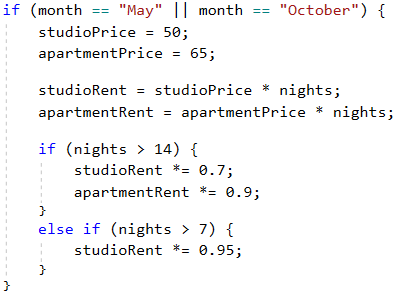 if (month == "May" || month == "October") {
    studioPrice = 50;
    apartmentPrice = 65;

    studioRent = studioPrice * nights;
    apartmentRent = apartmentPrice * nights;

    if (nights > 14) {
        studioRent *= 0.7;
        apartmentRent *= 0.9;
    }
    else if (nights > 7) {
        studioRent *= 0.95;
    }
}